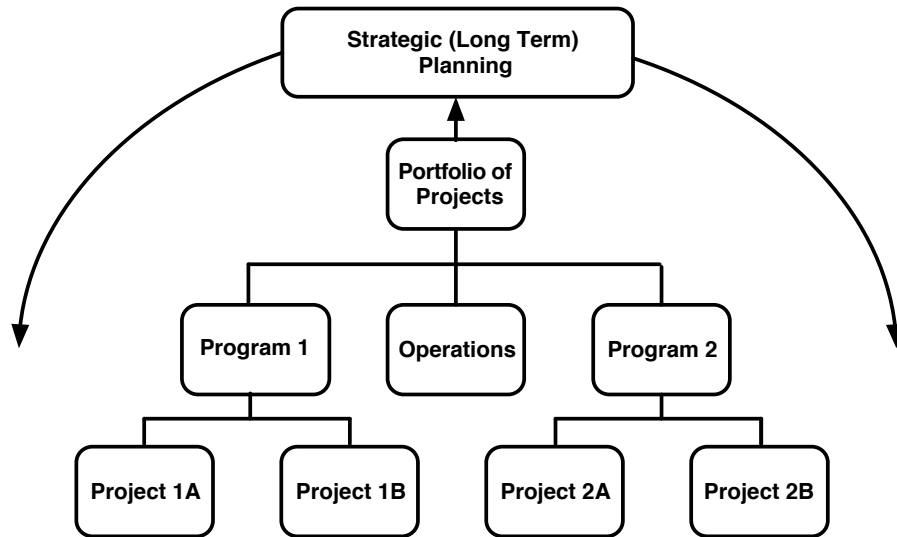 Strategic (Long Term)
Planning
Portfolio of
Projects
Program 1
Operations
Program 2
Project 1A
Project 1B
Project 2A
Project 2B